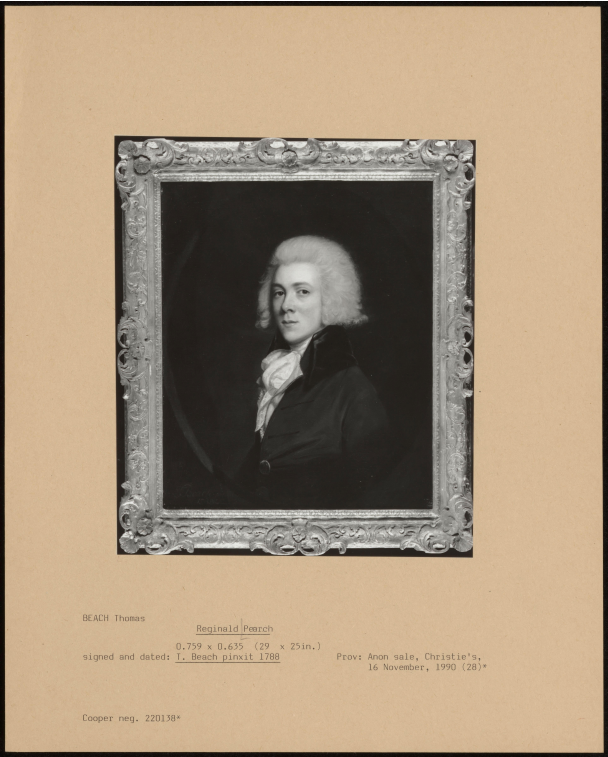 BEACH Thomas
Reginald Pearch
0.759 x 0.635 (29 x 25in.)
signed and dated: T. Beach pinxit 1788
Prov: Anon sale, Christie's,
16 November, 1990 (28)*
Cooper neg. 220138*